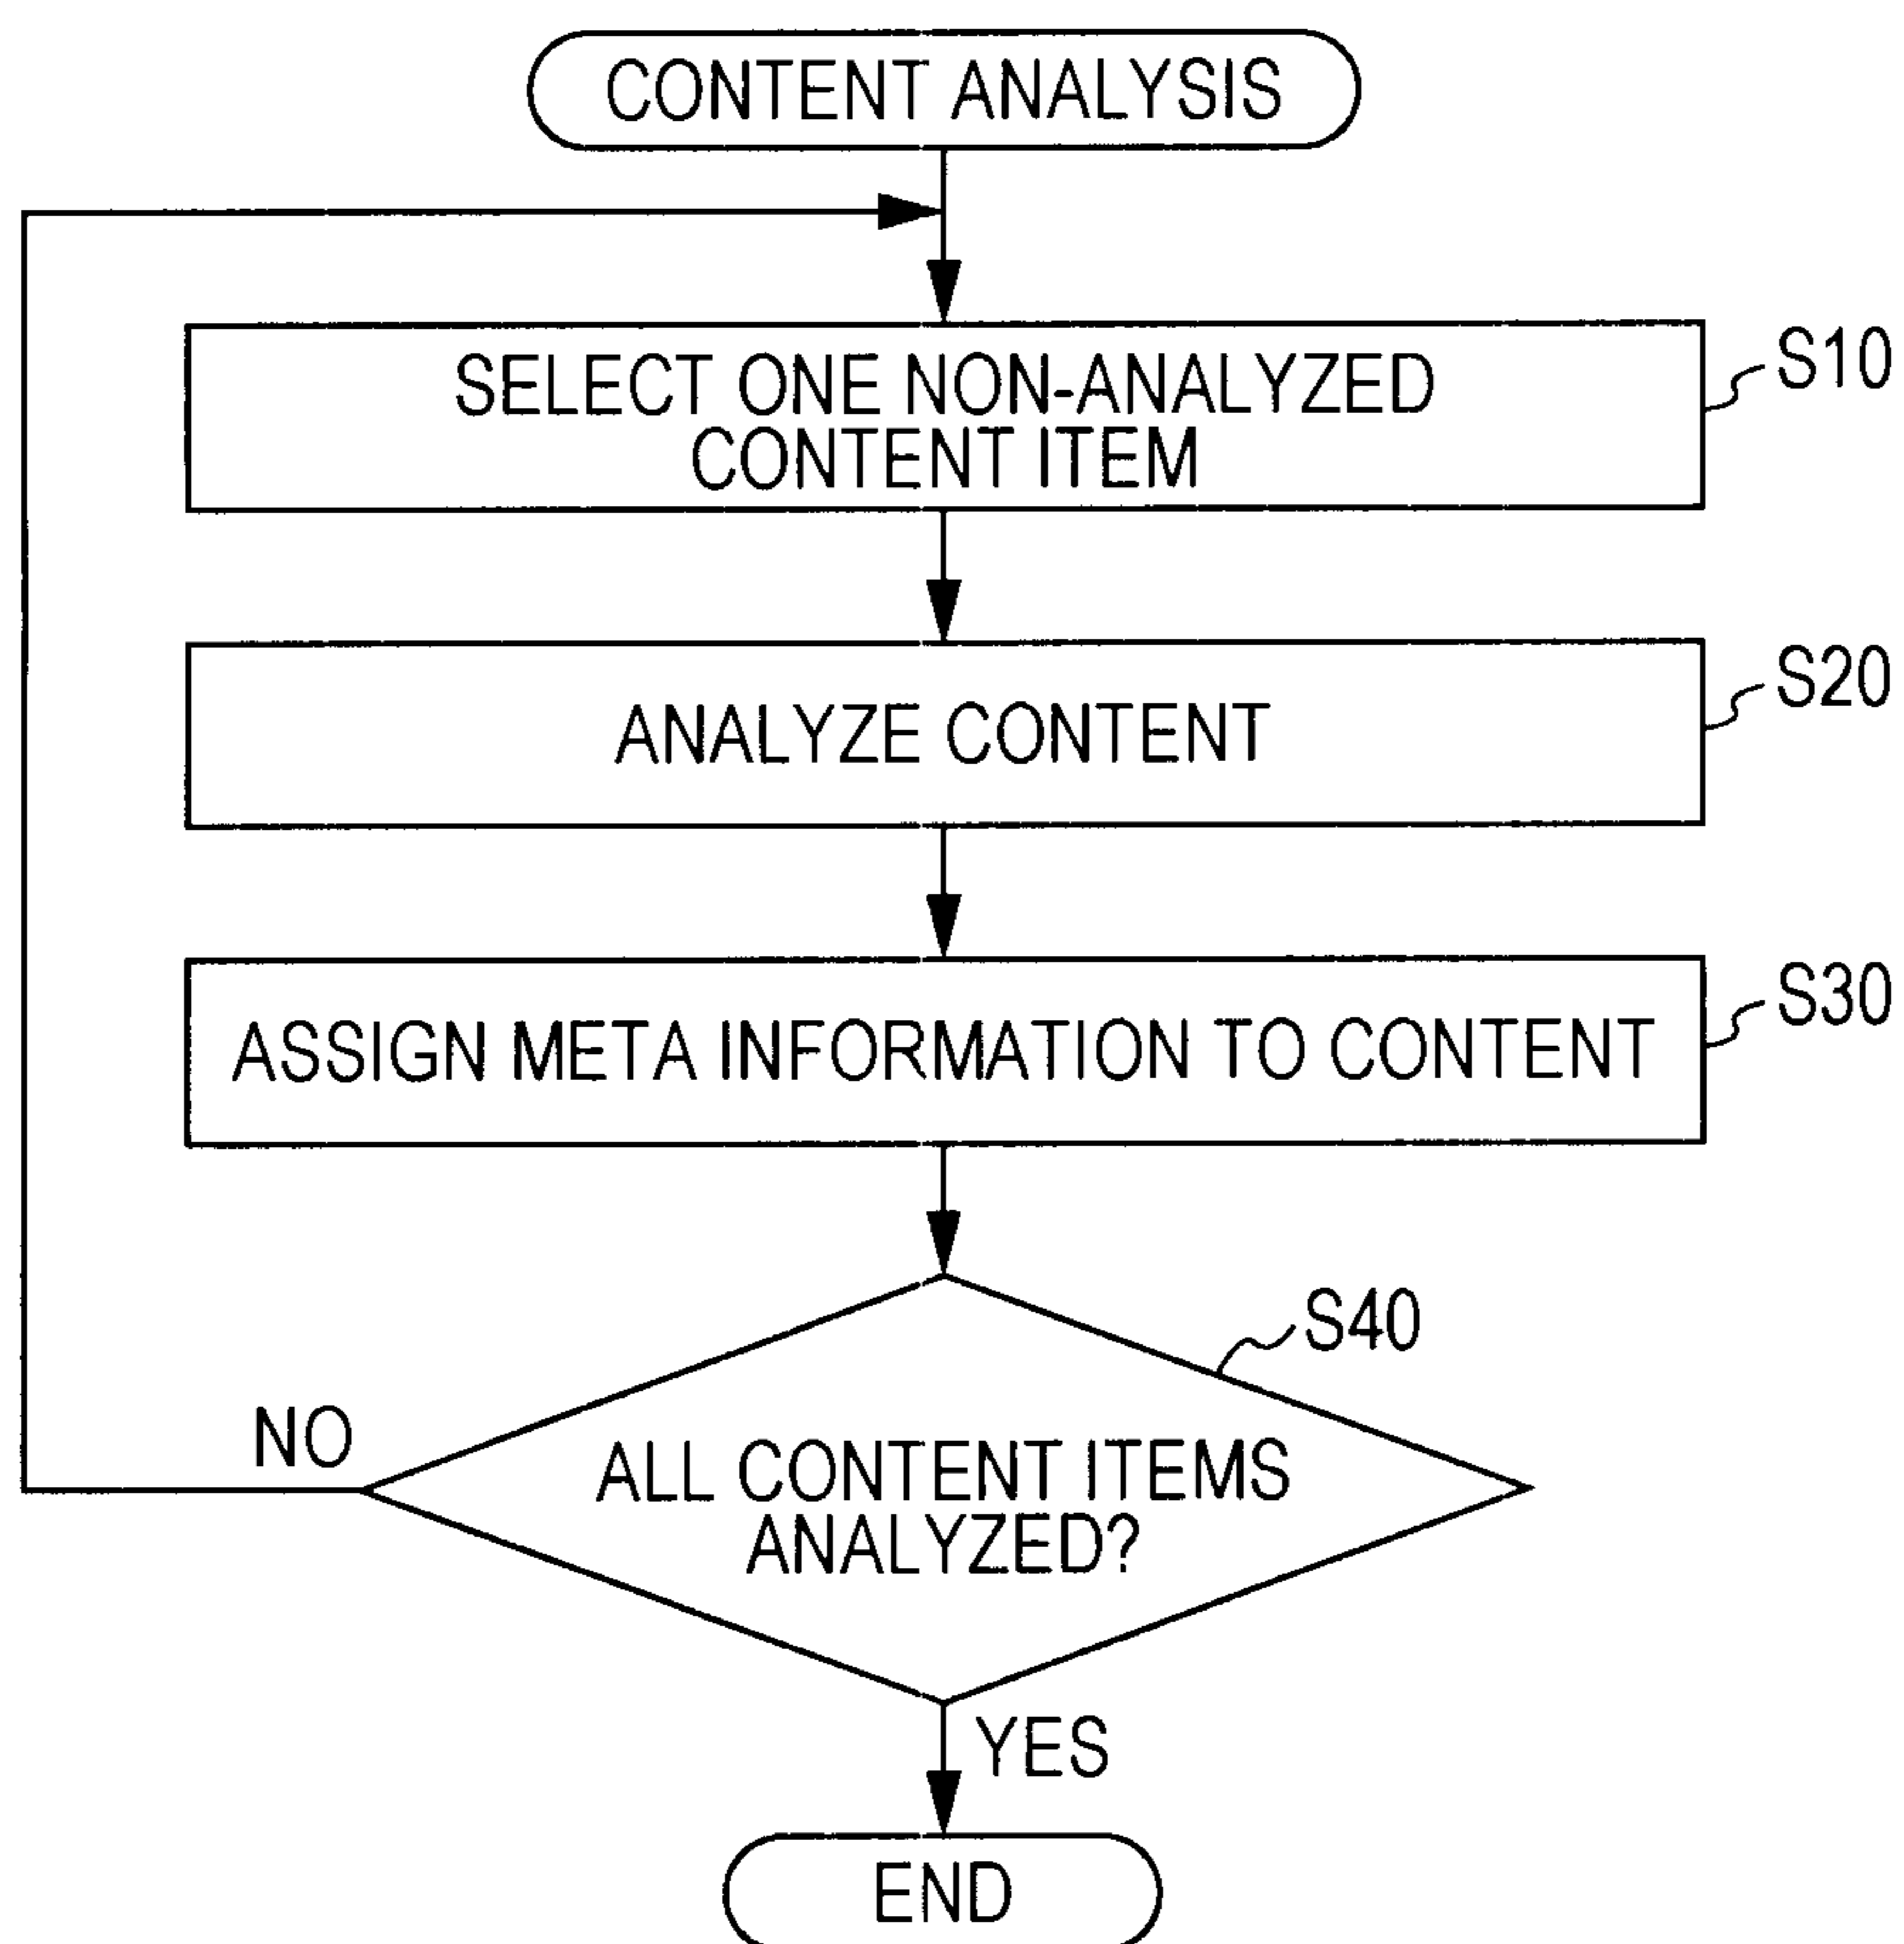 CONTENT ANALYSIS
SELECT ONE NON-ANALYZED
CONTENT ITEM
S10
ANALYZE CONTENT
S20
ASSIGN META INFORMATION TO CONTENT
S30
S40
ALL CONTENT ITEMS
ANALYZED?
NO
YES
END